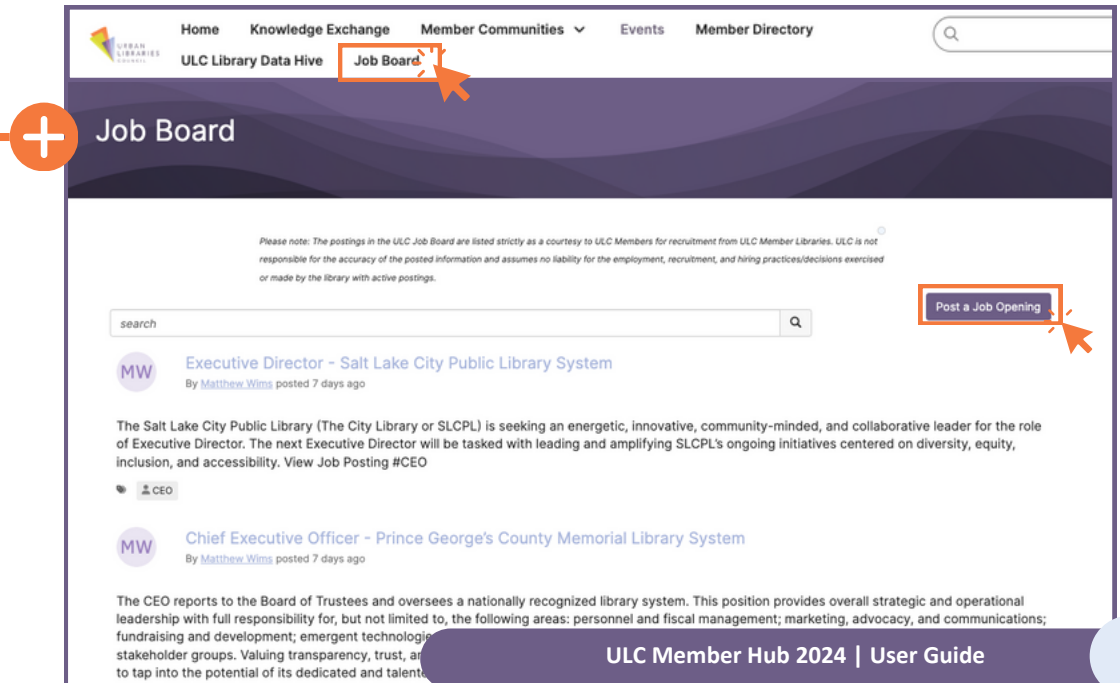 Home Knowledge Exchange Member Communities Events Member Directory
URBAN
LIBRARIES
COUNCIL
ULC Library Data Hive Job Board
Job Board
Please note: The postings in the ULC Job Board are listed strictly as a courtesy to ULC Members for recruitment from ULC Member Libraries. ULC is not
responsible for the accuracy of the posted information and assumes no liability for the employment, recruitment, and hiring practices/decisions exercised
or made by the library with active postings.
Post a Job Opening
search
MW
Executive Director - Salt Lake City Public Library System
By Matthew Wims posted 7 days ago
The Salt Lake City Public Library (The City Library or SLCPL) is seeking an energetic, innovative, community-minded, and collaborative leader for the role
of Executive Director. The next Executive Director will be tasked with leading and amplifying SLCPL's ongoing initiatives centered on diversity, equity,
inclusion, and accessibility. View Job Posting #CEO
CEO
MW
Chief Executive Officer - Prince George's County Memorial Library System
By Matthew Wims posted 7 days ago
The CEO reports to the Board of Trustees and oversees a nationally recognized library system. This position provides overall strategic and operational
leadership with full responsibility for, but not limited to, the following areas: personnel and fiscal management; marketing, advocacy, and communications;
fundraising and development; emergent
stakeholder groups. Valuing transparency, trust,
to tap into the potential of its dedicated and
ULC Member Hub 2024 | User Guide